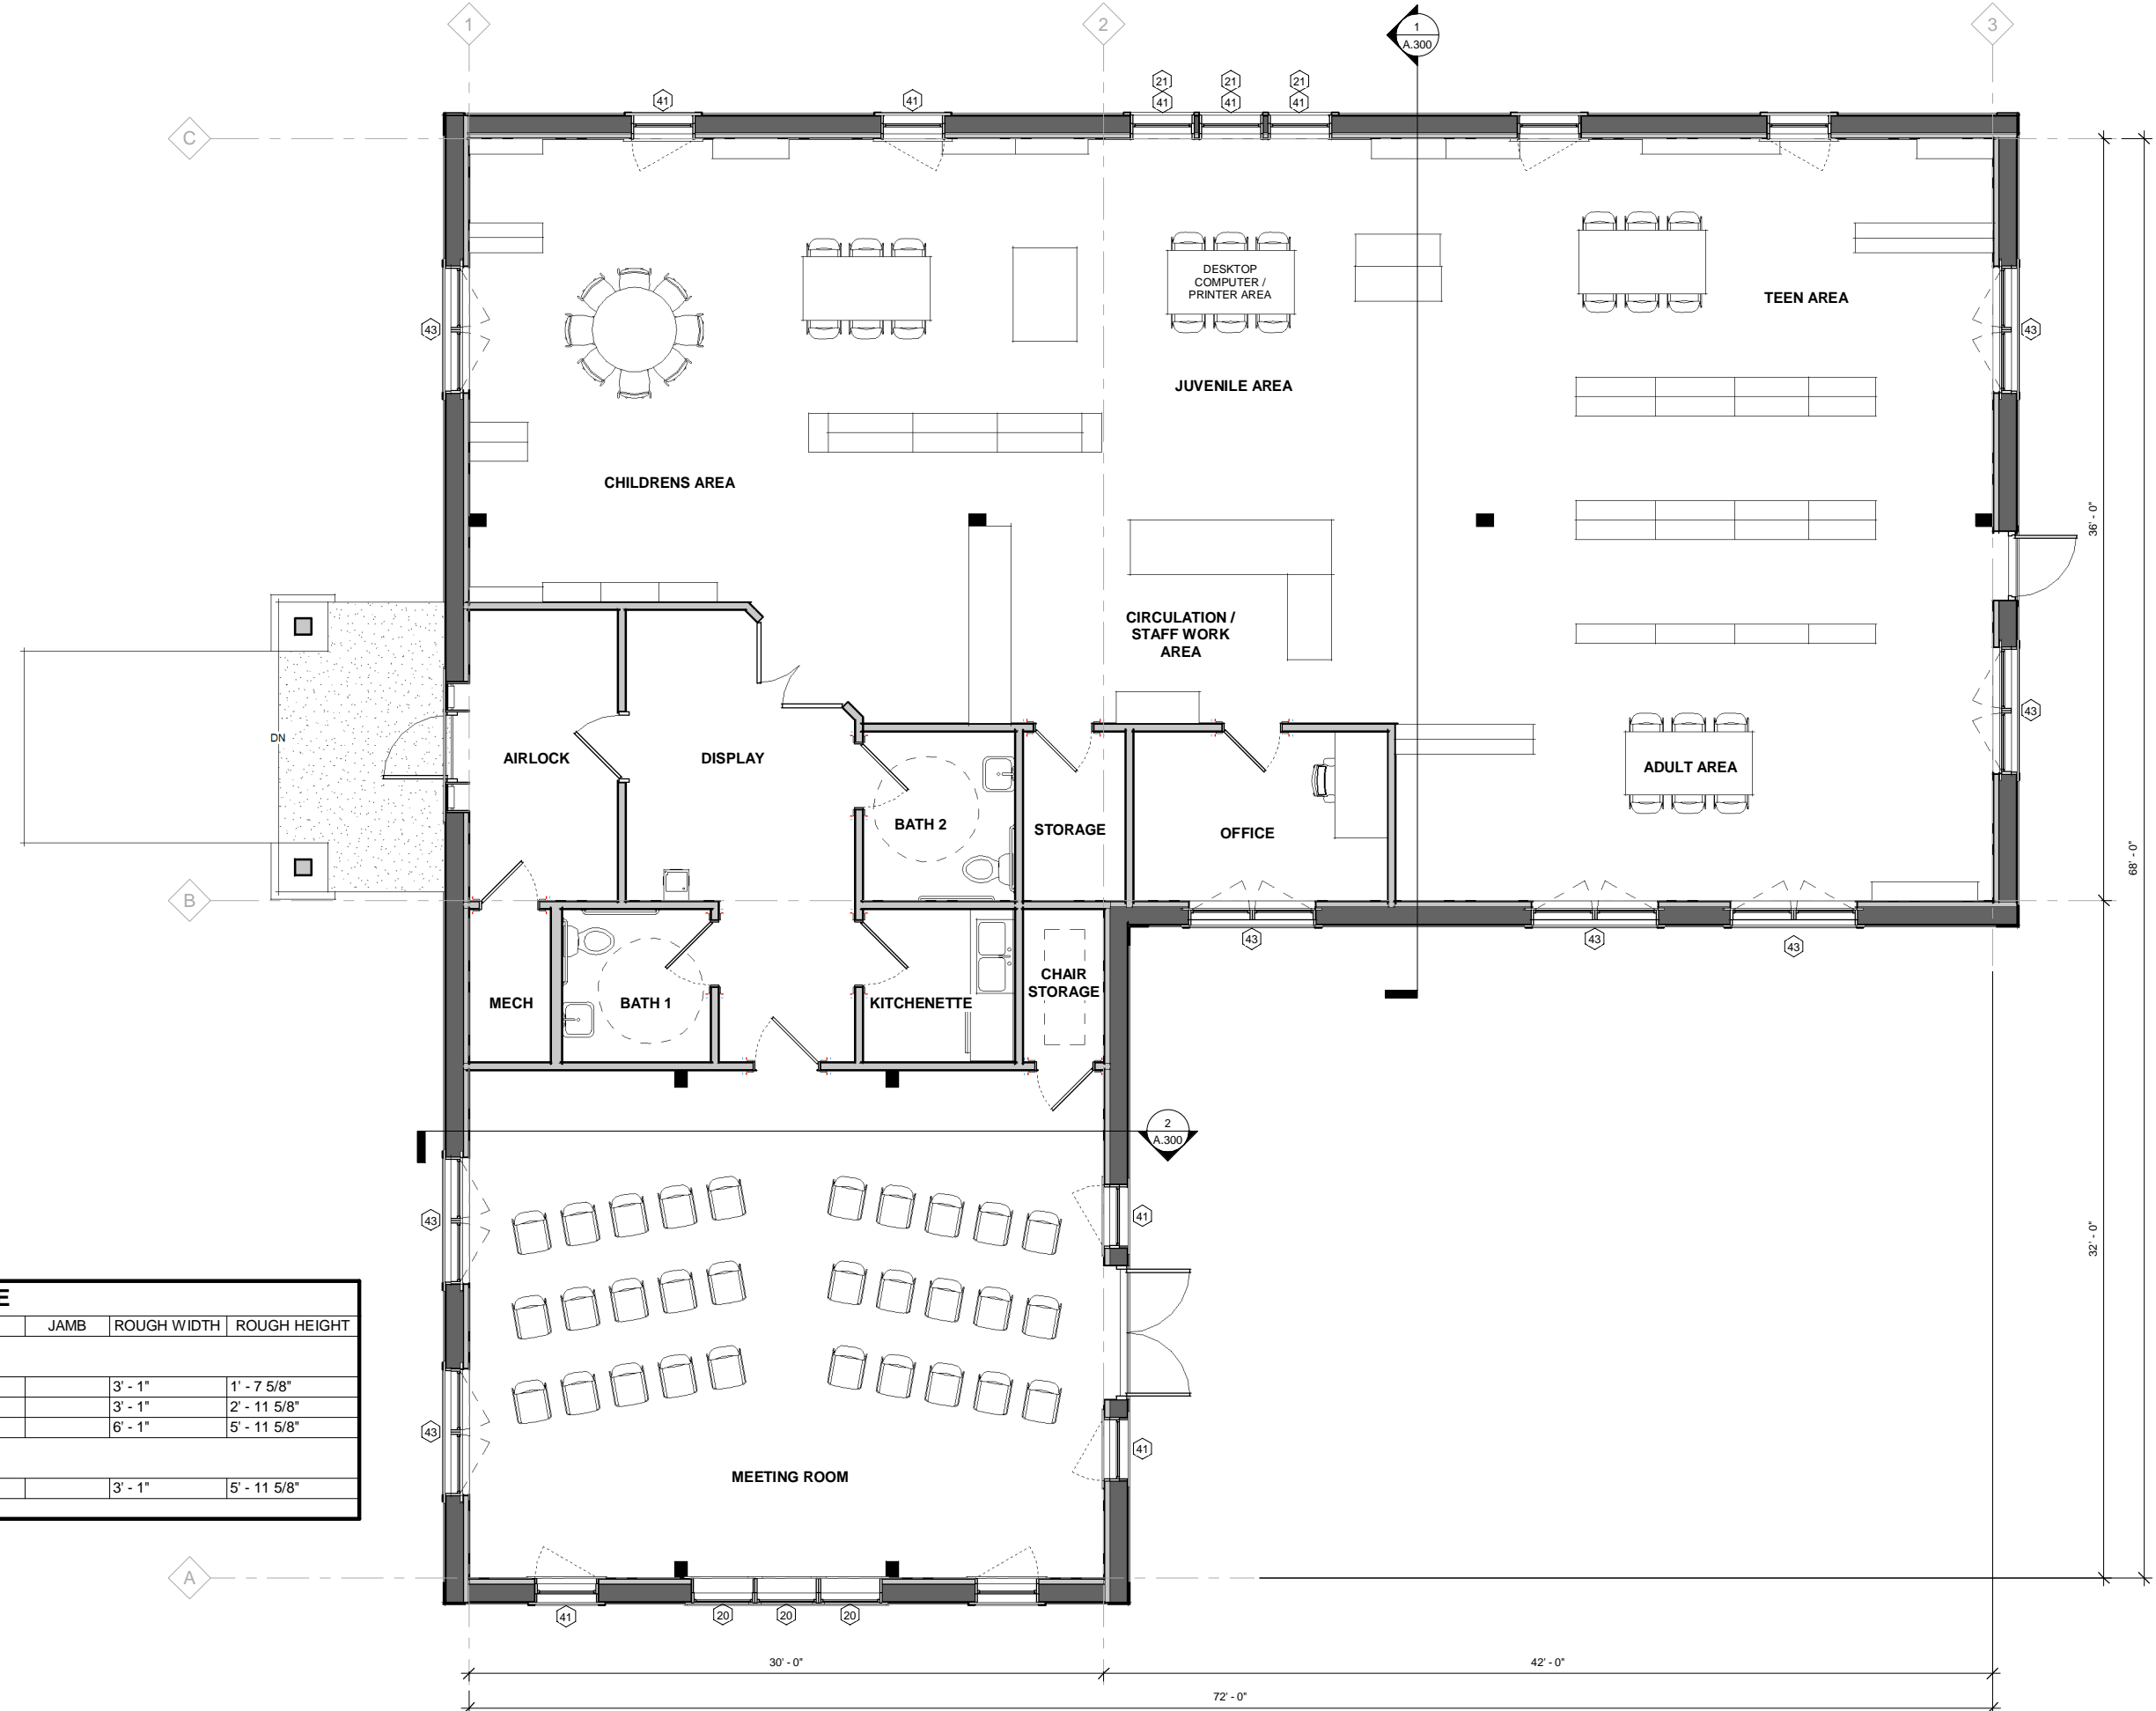 1
2
3
1
A.300
21
21
21
41
41
41
41
41
C
DESKTOP
COMPUTER /
PRINTER AREA
TEEN AREA
43
43
JUVENILE AREA
CHILDRENS AREA
36' - 0"
CIRCULATION /
STAFF WORK
AREA
43
DN
AIRLOCK
DISPLAY
ADULT AREA
BATH 2
STORAGE
OFFICE
68' - 0"
B
43
43
43
MECH
BATH 1
KITCHENETTE
CHAIR
STORAGE
2
A.300
43
41
32' - 0"
E
JAMB
ROUGH WIDTH
ROUGH HEIGHT
3' - 1"
1' - 7 5/8"
3' - 1"
2' - 11 5/8"
6' - 1"
5' - 11 5/8"
3' - 1"
5' - 11 5/8"
43
41
MEETING ROOM
A
41
20
20
20
30' - 0"
42' - 0"
72' - 0"